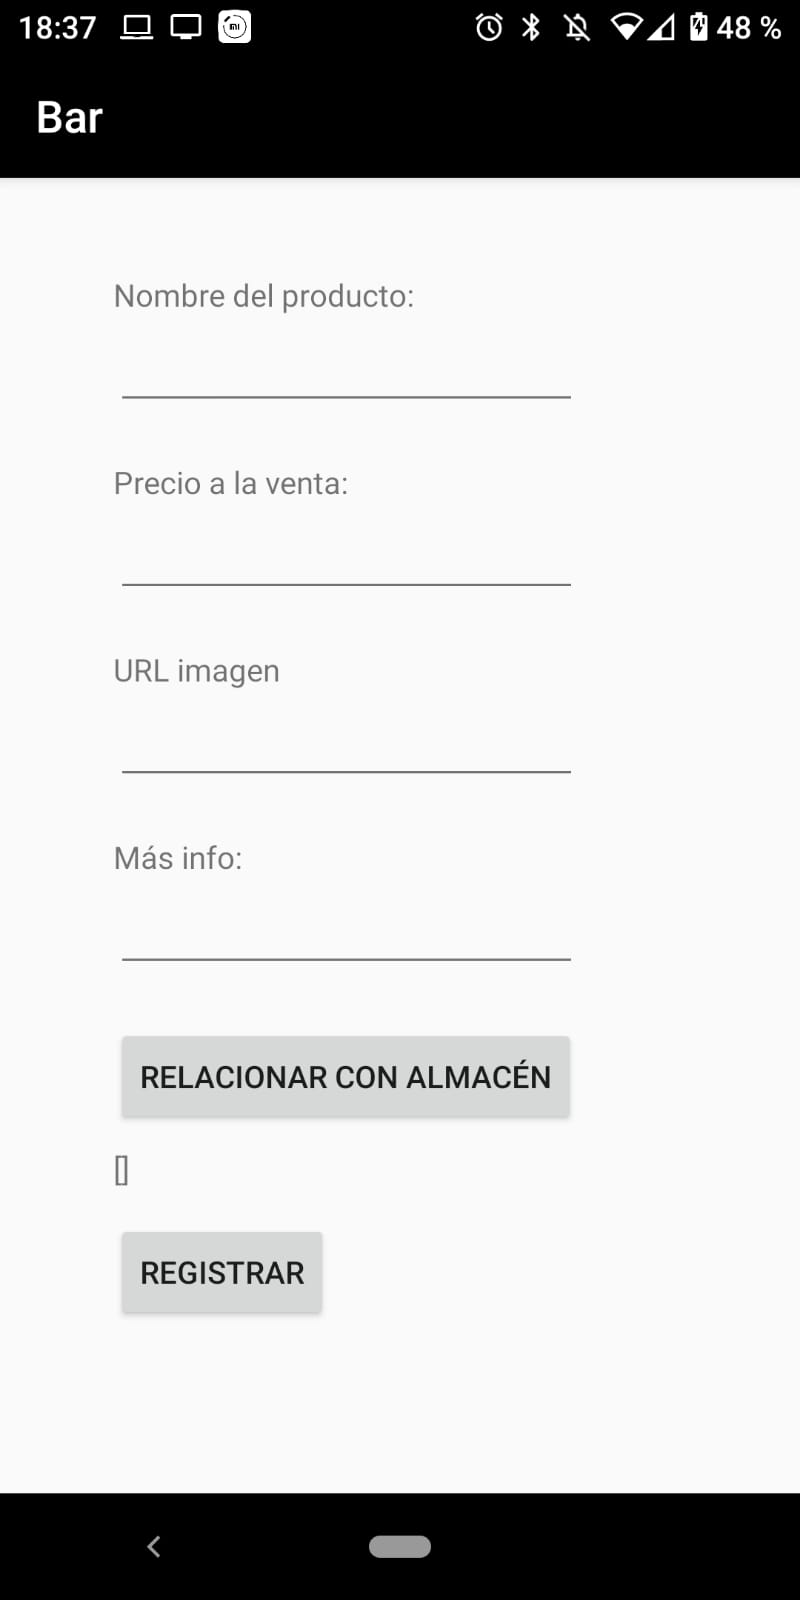 18:37
48 %
Bar
Nombre del producto:
Precio a la venta:
URL imagen
Más info:
RELACIONAR CON ALMACÉN
[]
REGISTRAR